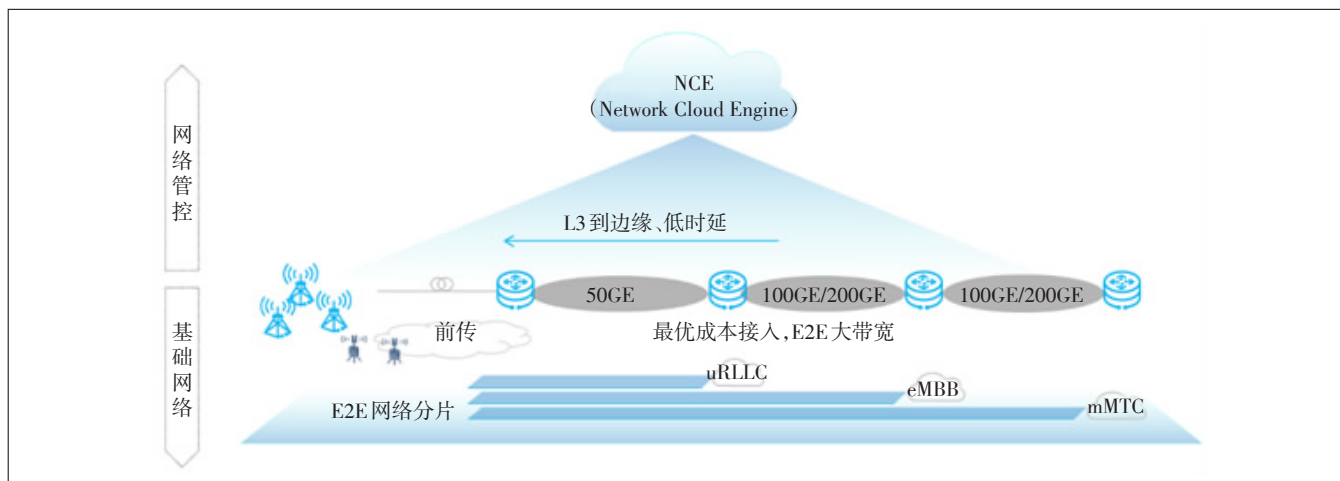 NCE
（Network Cloud Engine）
网络管控
L3到边缘、低时延
50GE
100GE/200GE
100GE/200GE
基础网络
前传
最优成本接入，E2E大带宽
uRLLC
eMBB
mMTC
E2E网络分片